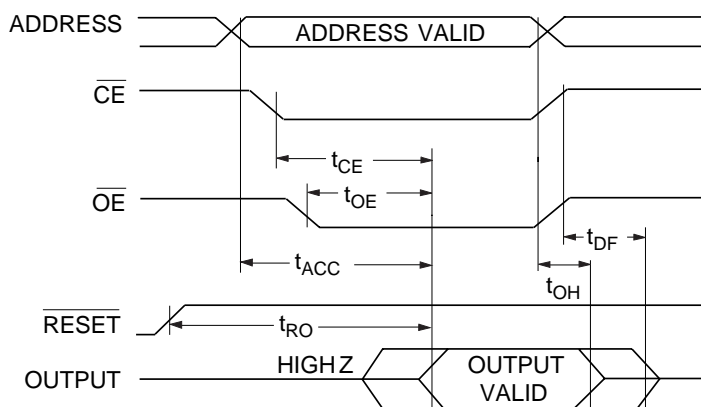 ADDRESS
ADDRESS VALID
CE
tCE
tOE
OE
tDF
tACC
tOH
RESET
tRO
HIGH Z
OUTPUT
OUTPUT
VALID